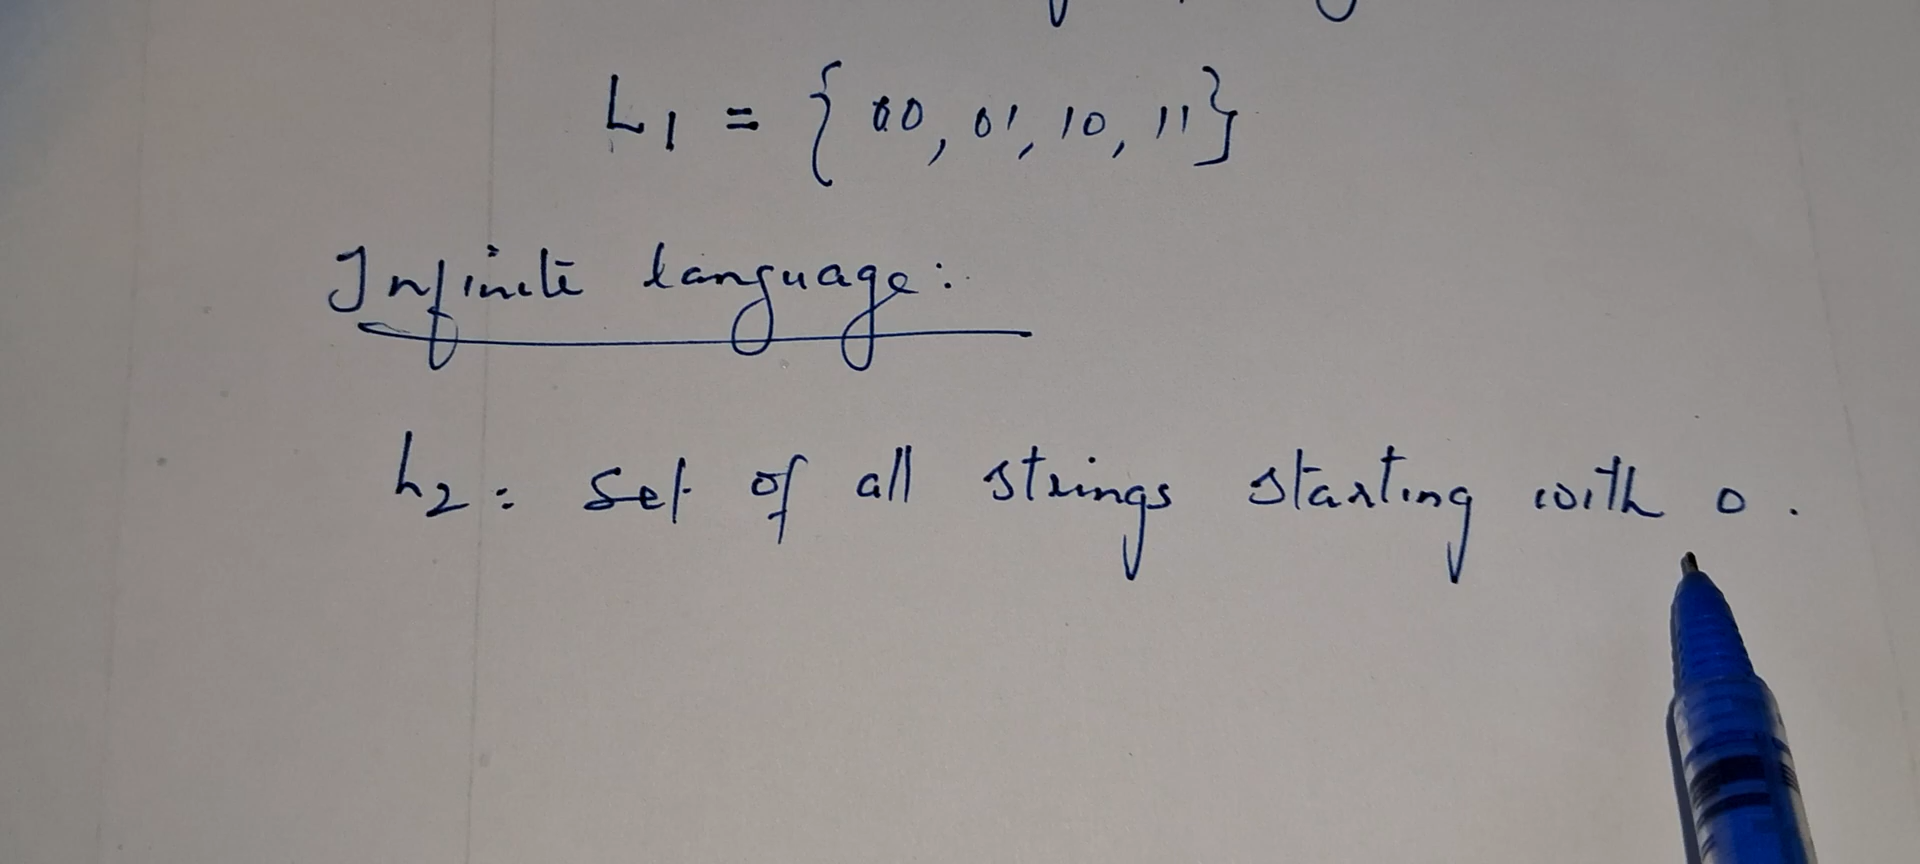 L1 = {00, 01, 10, 11}
Infinite language:
L2 = Set of all strings starting with 0.